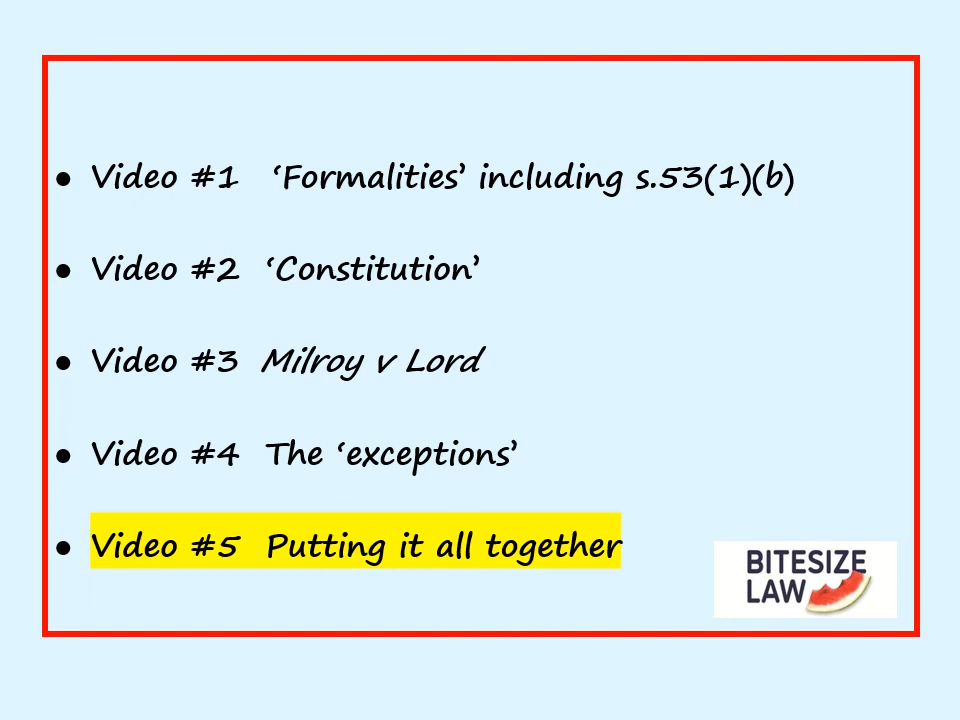 • Video #1 ‘Formalities’ including s.53(1)(b)
• Video #2 ‘Constitution’
• Video #3 Milroy v Lord
• Video #4 The ‘exceptions’
• Video #5 Putting it all together
BITESIZE
LAW